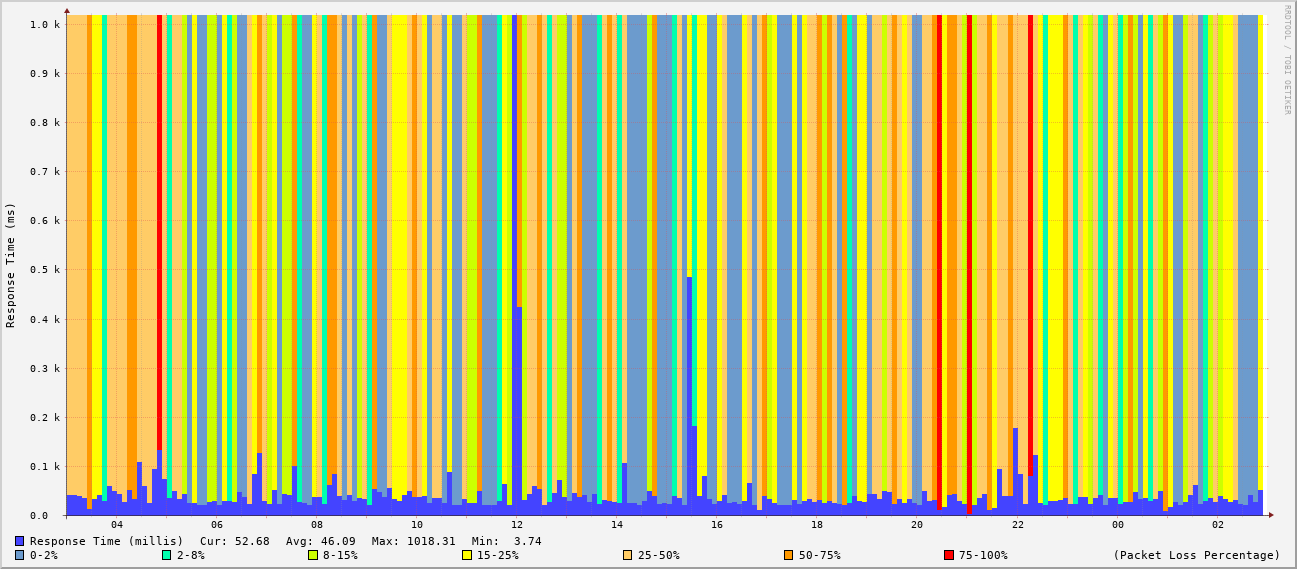 RRDTOOL / TOBI OETIKER
Response Time (ms)
1.0 k
0.9 k
0.8 k
0.7 k
0.6 k
0.5 k
0.4 k
0.3 k
0.2 k
0.1 k
0.0
04 06 08 10 12 14 16 18 20 22 00 02
Response Time (millis) Cur: 52.68 Avg: 46.09 Max: 1018.31 Min: 3.74
0-2% 2-8% 8-15% 15-25% 25-50% 50-75% 75-100% (Packet Loss Percentage)